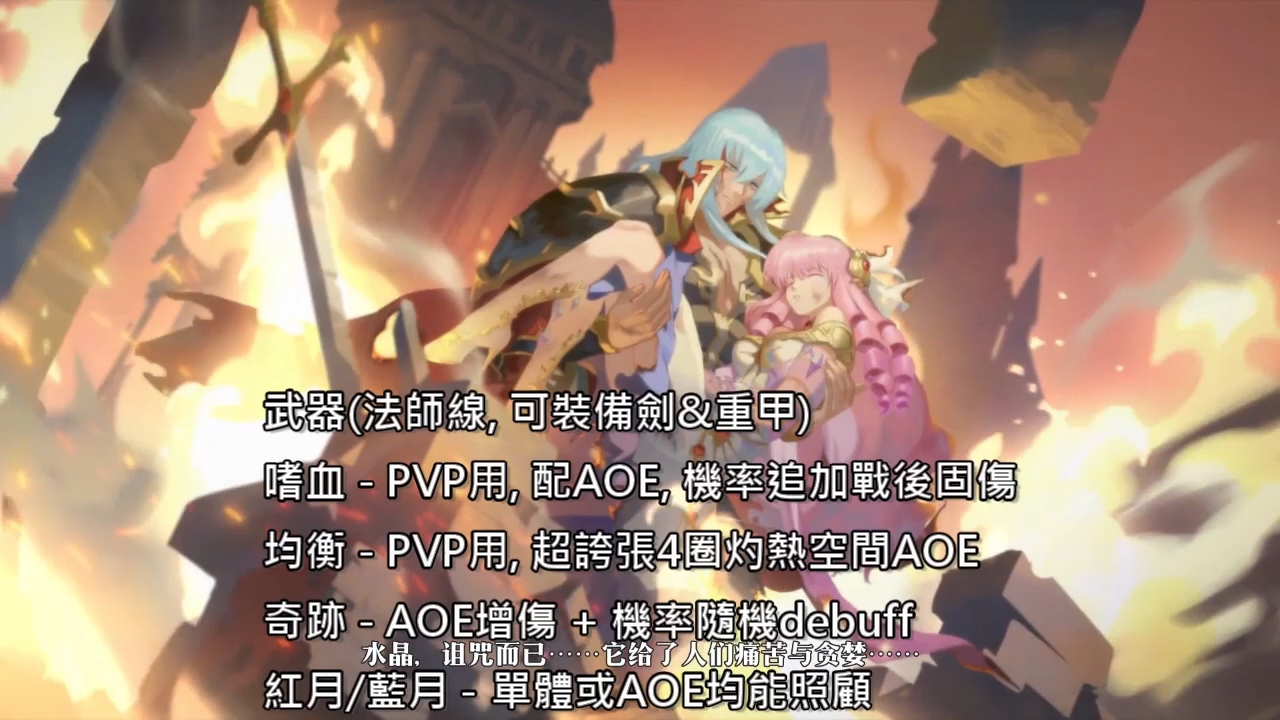 武器(法師線, 可裝備劍&重甲)
嗜血 - PVP用, 配AOE, 機率追加戰後固傷
均衡 - PVP用, 超誇張4圈灼熱空間AOE
奇跡 - AOE增傷 + 機率隨機debuff
水晶，诅咒而已……它给了人们痛苦与贪婪……
紅月/藍月 - 單體或AOE均能照顧